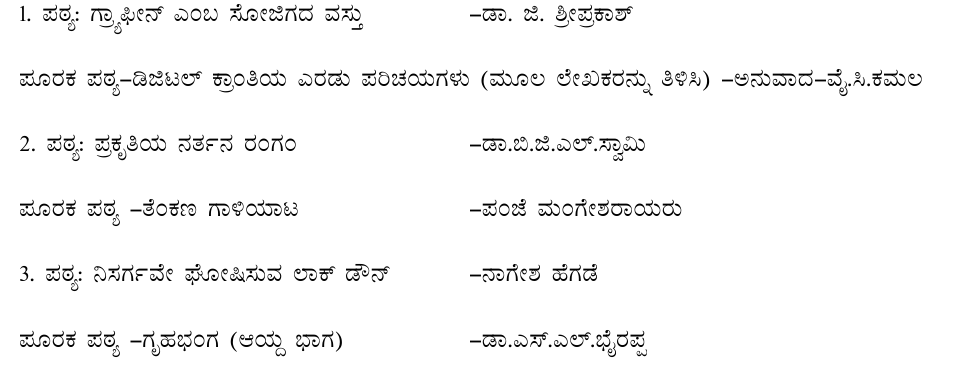 1. ಪಠ್ಯ: ಗ್ರ್ಯಾಫೀನ್ ಎಂಬ ಸೋಜಿಗದ ವಸ್ತು –ಡಾ. ಜಿ. ಶ್ರೀಪ್ರಕಾಶ್
ಪೂರಕ ಪಠ್ಯ–ಡಿಜಿಟಲ್ ಕ್ರಾಂತಿಯ ಎರಡು ಪರಿಚಯಗಳು (ಮೂಲ ಲೇಖಕರನ್ನು ತಿಳಿಸಿ) –ಅನುವಾದ–ವೈ.ಸಿ.ಕಮಲ
2. ಪಠ್ಯ: ಪ್ರಕೃತಿಯ ನರ್ತನ ರಂಗಂ –ಡಾ.ಬಿ.ಜಿ.ಎಲ್.ಸ್ವಾಮಿ
ಪೂರಕ ಪಠ್ಯ –ತೆಂಕಣ ಗಾಳಿಯಾಟ –ಪಂಜೆ ಮಂಗೇಶರಾಯರು
3. ಪಠ್ಯ: ನಿಸರ್ಗವೇ ಘೋಷಿಸುವ ಲಾಕ್ ಡೌನ್ –ನಾಗೇಶ ಹೆಗಡೆ
ಪೂರಕ ಪಠ್ಯ –ಗೃಹಭಂಗ (ಆಯ್ದ ಭಾಗ) –ಡಾ.ಎಸ್.ಎಲ್.ಭೈರಪ್ಪ